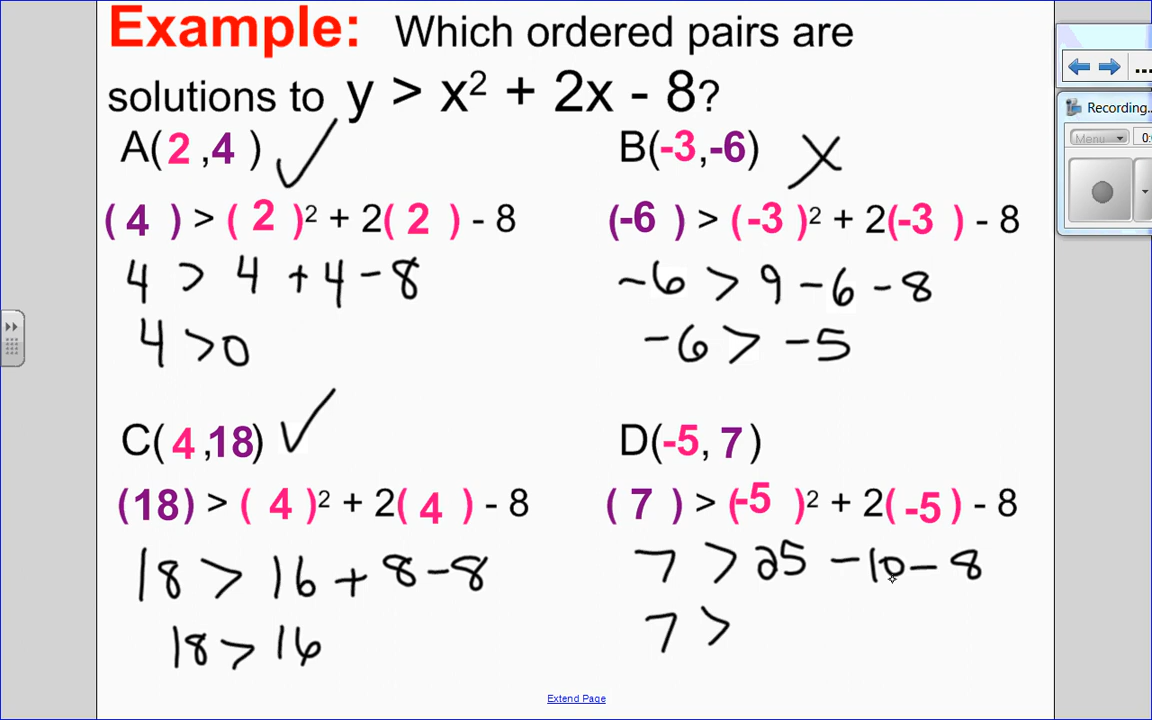 Example: Which ordered pairs are
solutions to y > x² + 2x - 8?
A( 2 ,4 ) ✓
(4 ) > ( 2 )² + 2( 2 ) - 8
4 > 4 + 4 - 8
4 > 0
B(-3,-6) X
(-6 ) > (-3 )² + 2(-3 ) - 8
-6 > 9 - 6 - 8
-6 > -5
C( 4 ,18) ✓
(18) > ( 4 )² + 2( 4 ) - 8
18 > 16 + 8 - 8
18 > 16
D(-5, 7 )
( 7 ) > (-5 )² + 2( -5 ) - 8
7 > 25 - 10 - 8
7 >
Extend Page
...
Recording...
Menu
0: